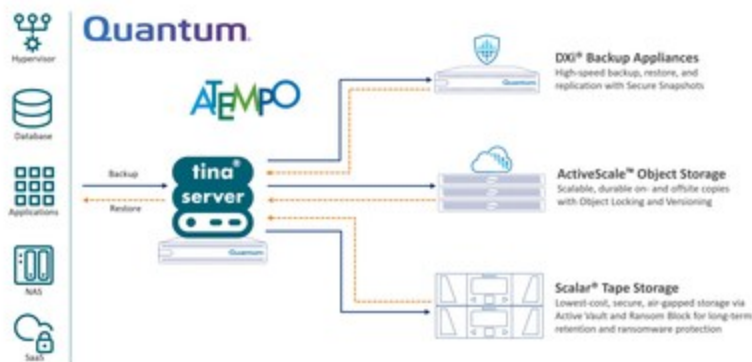 Quantum.
ATEMPO
Hypervisor
Database
Applications
NAS
SaaS
Backup
Restore
tina®
server
Quantum
Quantum
DXi® Backup Appliances
High-speed backup, restore, and
replication with Secure Snapshots
ActiveScale™ Object Storage
Scalable, durable on- and offsite copies
with Object Locking and Versioning
Scalar® Tape Storage
Lowest-cost, secure, air-gapped storage via
Active Vault and Ransom Block for long-term
retention and ransomware protection